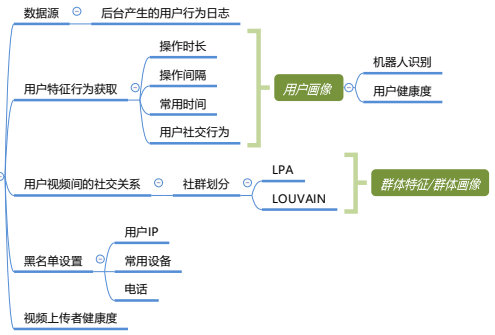 数据源
后台产生的用户行为日志
用户特征行为获取
操作时长
操作间隔
常用时间
用户社交行为
用户画像
机器人识别
用户健康度
用户视频间的社交关系
社群划分
LPA
LOUVAIN
群体特征/群体画像
黑名单设置
用户IP
常用设备
电话
视频上传者健康度